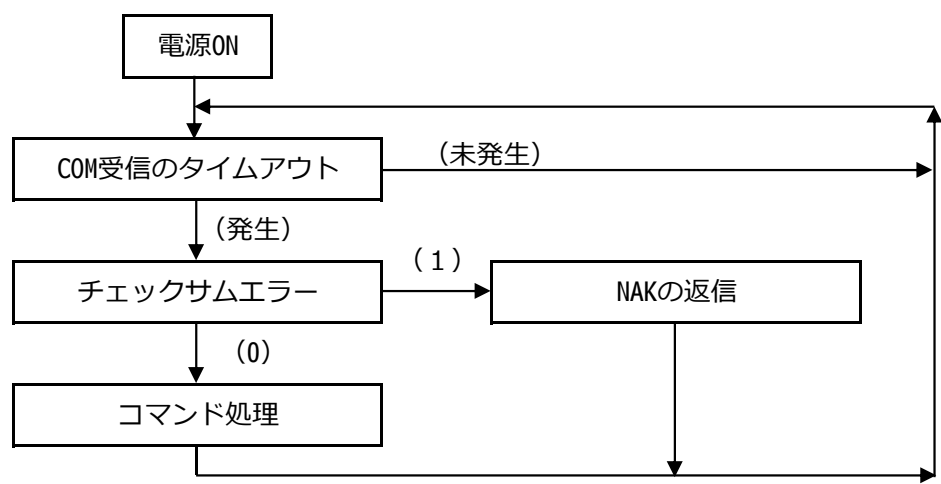 電源ON
COM受信のタイムアウト
(未発生)
(発生)
チェックサムエラー
(1)
NAKの返信
(0)
コマンド処理